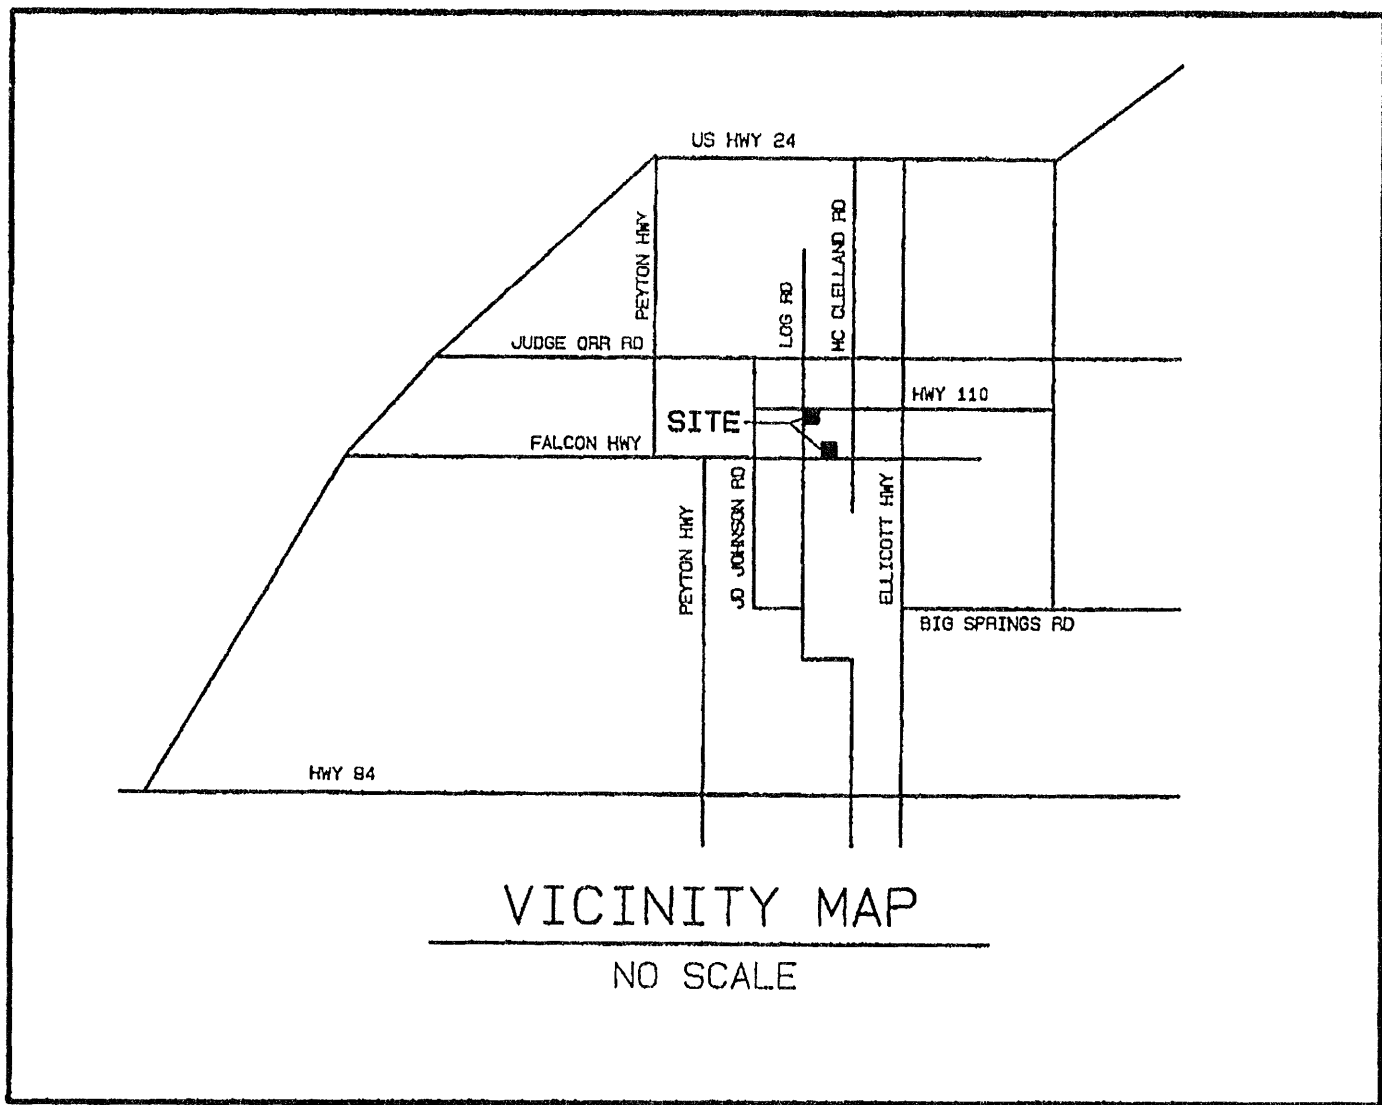 US HWY 24
PEYTON HWY
LOG RD
MC CLELLAND RD
JUDGE ORR RD
HWY 110
SITE
FALCON HWY
PEYTON HWY
JD JOHNSON RD
ELLICOTT HWY
BIG SPRINGS RD
HWY 94
VICINITY MAP
NO SCALE